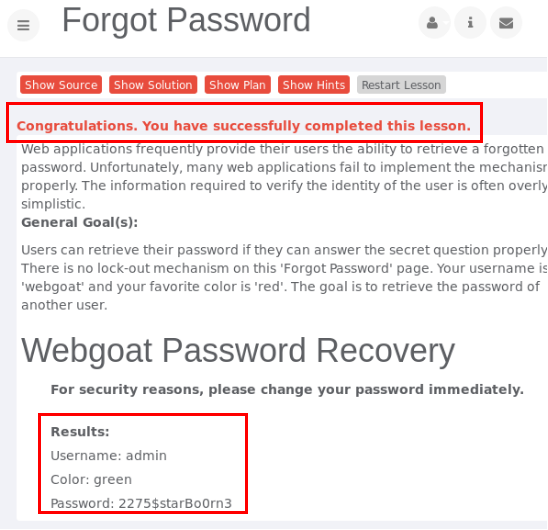 Forgot Password
Show Source Show Solution Show Plan Show Hints Restart Lesson
Congratulations. You have successfully completed this lesson.
Web applications frequently provide their users the ability to retrieve a forgotten
password. Unfortunately, many web applications fail to implement the mechanism
properly. The information required to verify the identity of the user is often overly
simplistic.
General Goal(s):
Users can retrieve their password if they can answer the secret question properly
There is no lock-out mechanism on this 'Forgot Password' page. Your username is
'webgoat' and your favorite color is 'red'. The goal is to retrieve the password of
another user.
Webgoat Password Recovery
For security reasons, please change your password immediately.
Results:
Username: admin
Color: green
Password: 2275$starBo0rn3